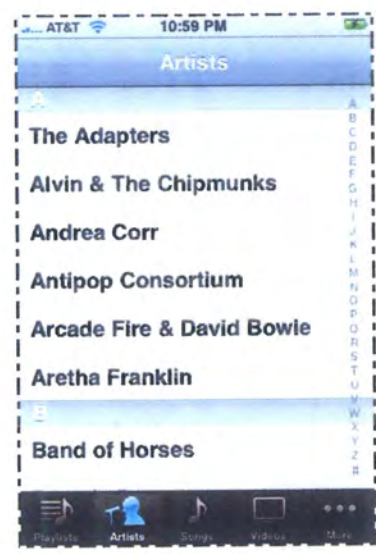 AT&T 10:59 PM
Artists
A
The Adapters
Alvin & The Chipmunks
Andrea Corr
Antipop Consortium
Arcade Fire & David Bowie
Aretha Franklin
B
Band of Horses
A
B
C
D
E
F
G
H
I
J
K
L
M
N
O
P
Q
R
S
T
U
V
W
X
Y
Z
#
Playlists Artists Songs Videos More